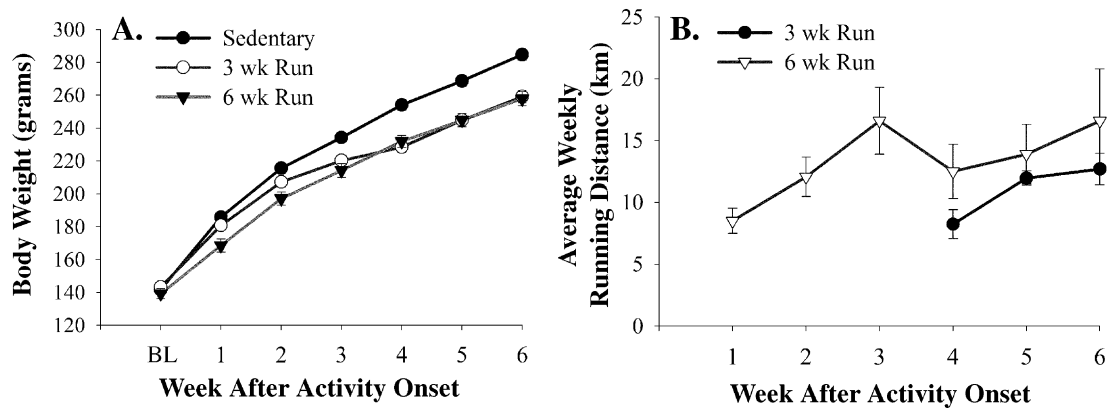 A.
Sedentary
3 wk Run
6 wk Run
300
280
260
240
220
200
180
160
140
120
Body Weight (grams)
BL 1 2 3 4 5 6
Week After Activity Onset
B.
3 wk Run
6 wk Run
25
20
15
10
5
0
Average Weekly
Running Distance (km)
1 2 3 4 5 6
Week After Activity Onset